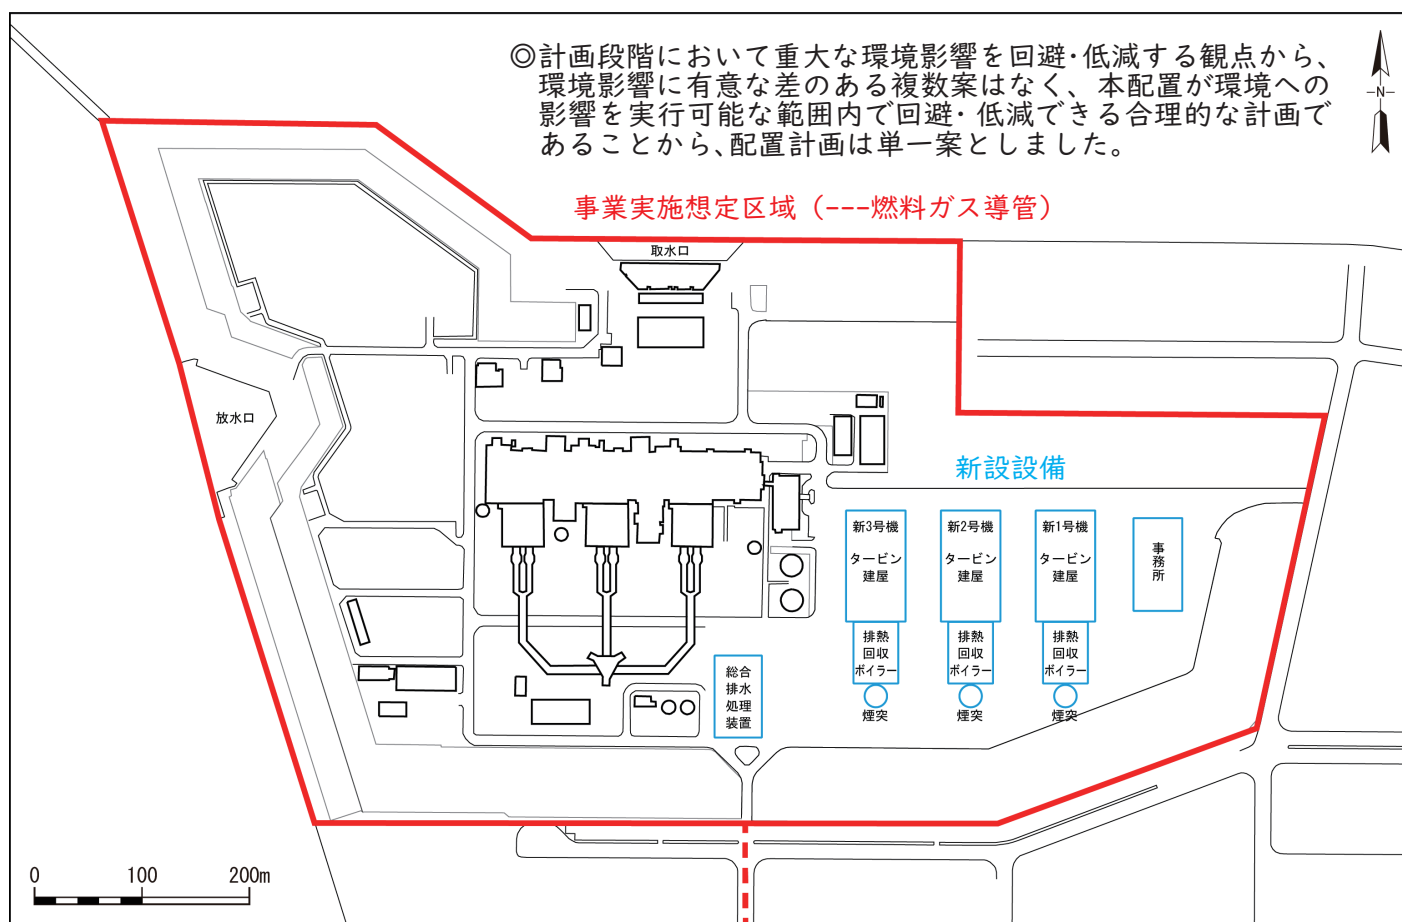 ◎計画段階において重大な環境影響を回避・低減する観点から、
環境影響に有意な差のある複数案はなく、本配置が環境への
影響を実行可能な範囲内で回避・低減できる合理的な計画で
あることから、配置計画は単一案としました。
N
事業実施想定区域（---燃料ガス導管）
取水口
放水口
新設設備
新3号機
タービン
建屋
排熱
回収
ボイラー
煙突
新2号機
タービン
建屋
排熱
回収
ボイラー
煙突
新1号機
タービン
建屋
排熱
回収
ボイラー
煙突
事務所
総合
排水
処理
装置
0 100 200m